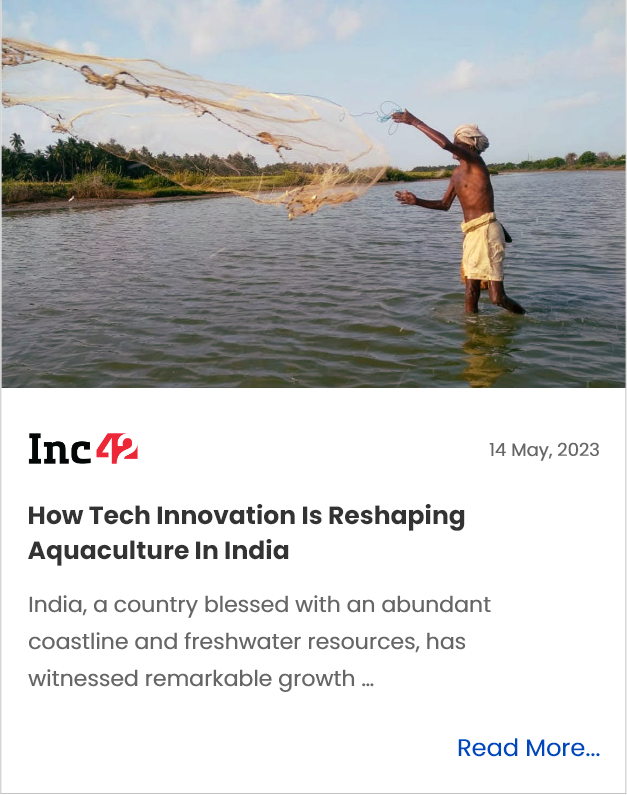 Inc42
14 May, 2023
How Tech Innovation Is Reshaping
Aquaculture In India
India, a country blessed with an abundant
coastline and freshwater resources, has
witnessed remarkable growth ...
Read More...